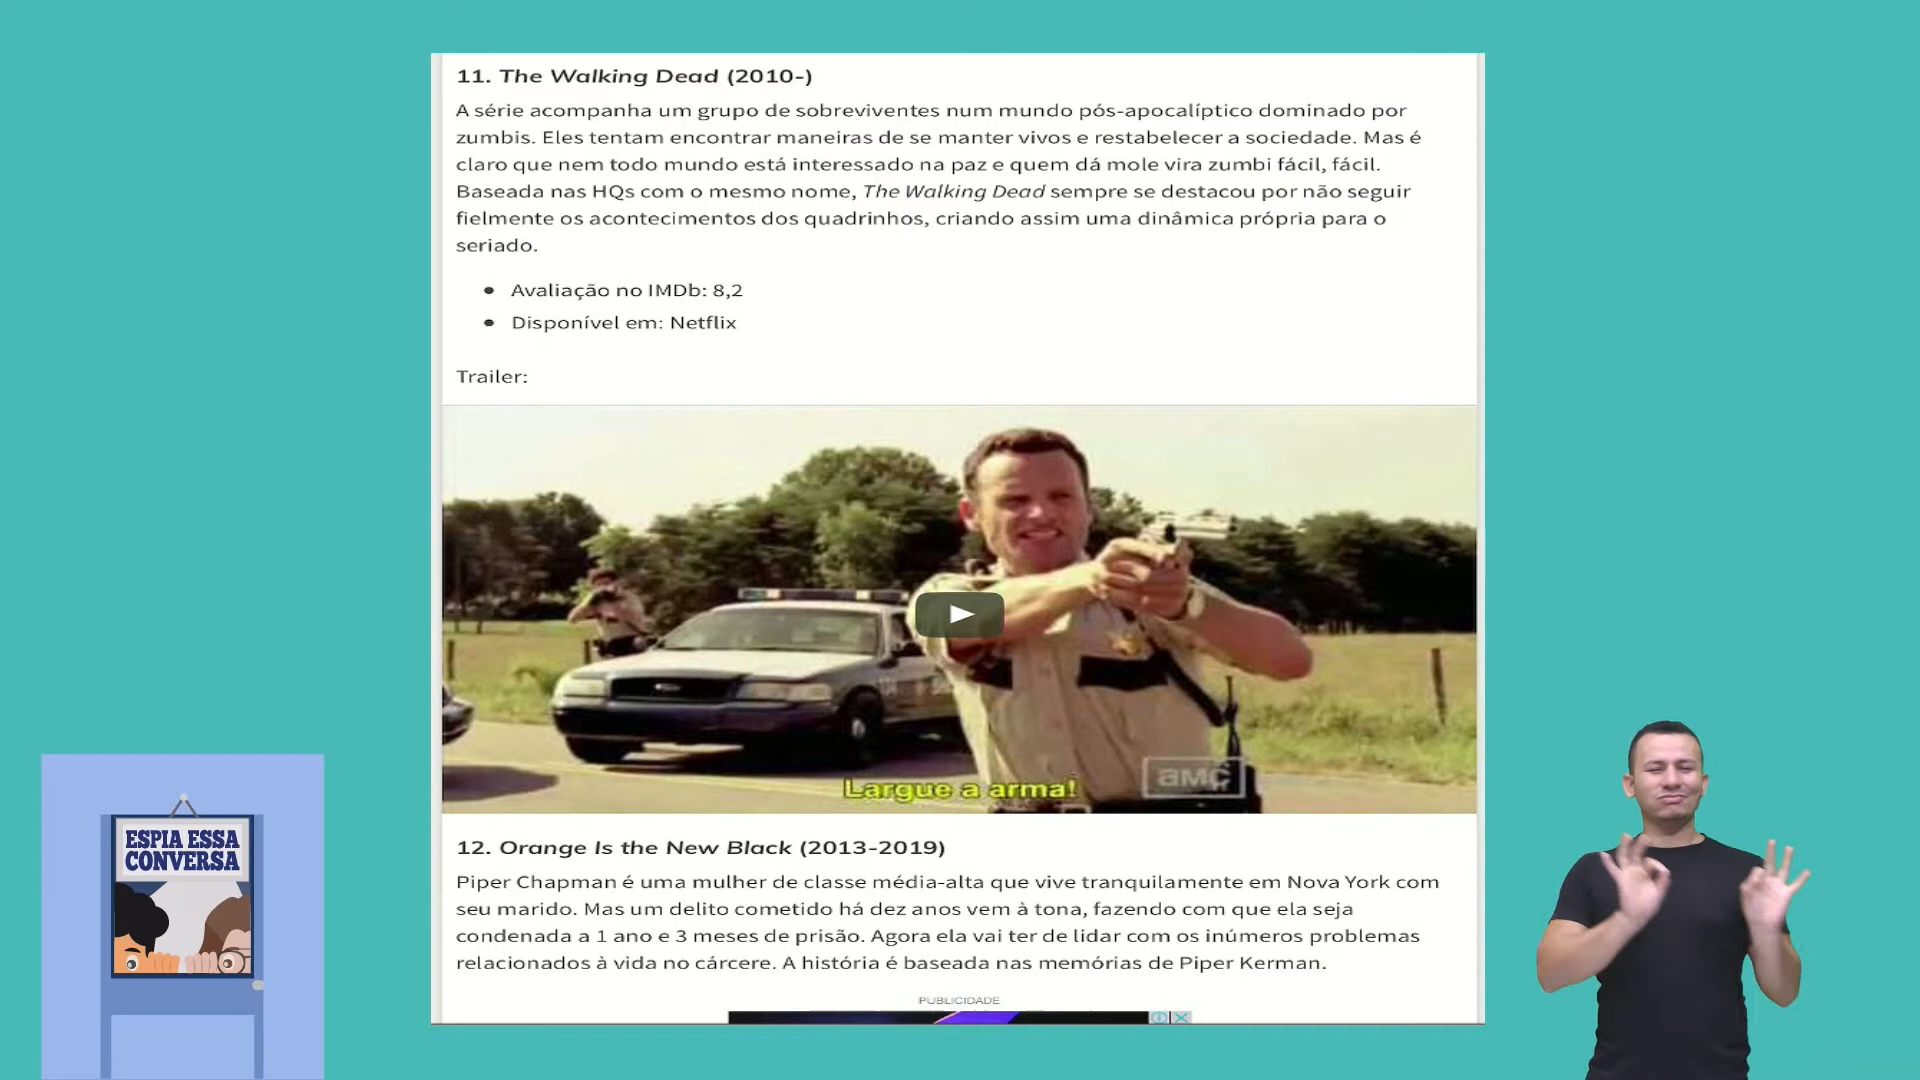 11. The Walking Dead (2010-)
A série acompanha um grupo de sobreviventes num mundo pós-apocalíptico dominado por
zumbis. Eles tentam encontrar maneiras de se manter vivos e restabelecer a sociedade. Mas é
claro que nem todo mundo está interessado na paz e quem dá mole vira zumbi fácil, fácil.
Baseada nas HQs com o mesmo nome, The Walking Dead sempre se destacou por não seguir
fielmente os acontecimentos dos quadrinhos, criando assim uma dinâmica própria para o
seriado.
• Avaliação no IMDb: 8,2
• Disponível em: Netflix
Trailer:
Largue a arma!
amc
12. Orange Is the New Black (2013-2019)
Piper Chapman é uma mulher de classe média-alta que vive tranquilamente em Nova York com
seu marido. Mas um delito cometido há dez anos vem à tona, fazendo com que ela seja
condenada a 1 ano e 3 meses de prisão. Agora ela vai ter de lidar com os inúmeros problemas
relacionados à vida no cárcere. A história é baseada nas memórias de Piper Kerman.
PUBLICIDADE
ESPIA ESSA
CONVERSA